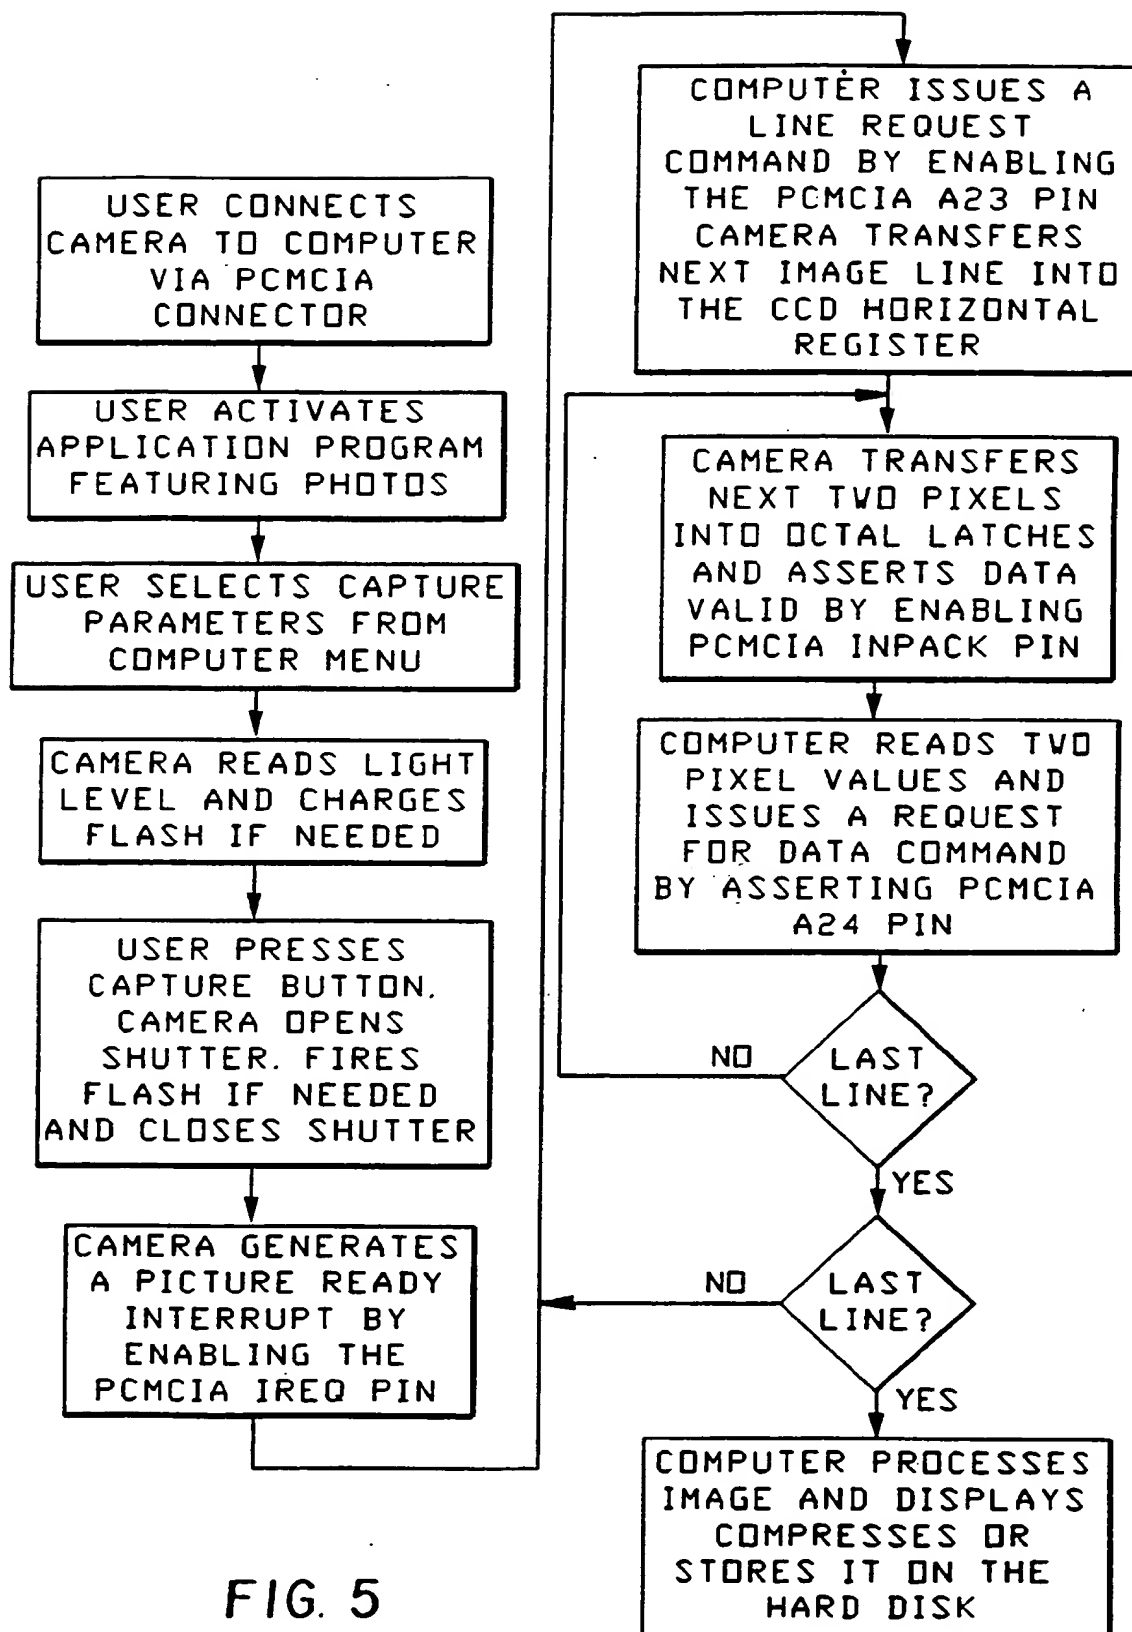 USER CONNECTS
CAMERA TO COMPUTER
VIA PCMCIA
CONNECTOR
USER ACTIVATES
APPLICATION PROGRAM
FEATURING PHOTOS
USER SELECTS CAPTURE
PARAMETERS FROM
COMPUTER MENU
CAMERA READS LIGHT
LEVEL AND CHARGES
FLASH IF NEEDED
USER PRESSES
CAPTURE BUTTON.
CAMERA OPENS
SHUTTER. FIRES
FLASH IF NEEDED
AND CLOSES SHUTTER
CAMERA GENERATES
A PICTURE READY
INTERRUPT BY
ENABLING THE
PCMCIA IREQ PIN
COMPUTER ISSUES A
LINE REQUEST
COMMAND BY ENABLING
THE PCMCIA A23 PIN
CAMERA TRANSFERS
NEXT IMAGE LINE INTO
THE CCD HORIZONTAL
REGISTER
CAMERA TRANSFERS
NEXT TWO PIXELS
INTO OCTAL LATCHES
AND ASSERTS DATA
VALID BY ENABLING
PCMCIA INPACK PIN
COMPUTER READS TWO
PIXEL VALUES AND
ISSUES A REQUEST
FOR DATA COMMAND
BY ASSERTING PCMCIA
A24 PIN
NO
LAST
LINE?
YES
NO
LAST
LINE?
YES
COMPUTER PROCESSES
IMAGE AND DISPLAYS
COMPRESSES OR
STORES IT ON THE
HARD DISK
FIG. 5